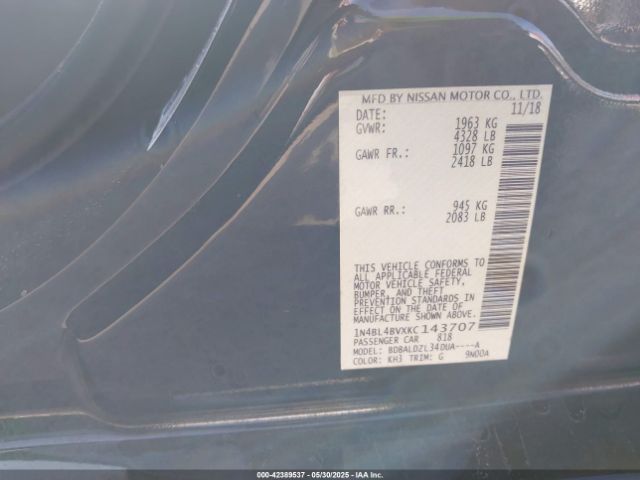 MFD BY NISSAN MOTOR CO., LTD.
DATE: 11/18
GVWR: 1963 KG
4328 LB
GAWR FR.: 1097 KG
2418 LB
GAWR RR.: 945 KG
2083 LB
THIS VEHICLE CONFORMS TO
ALL APPLICABLE FEDERAL
MOTOR VEHICLE SAFETY,
BUMPER, AND THEFT
PREVENTION STANDARDS IN
EFFECT ON THE DATE OF
MANUFACTURE SHOWN ABOVE.
1N4BL4BVXKC143707
PASSENGER CAR 818
MODEL: BDBALDZL34DUA----A
COLOR: KH3 TRIM: G 9N00A
000-42389537 - 05/30/2025 - IAA Inc.